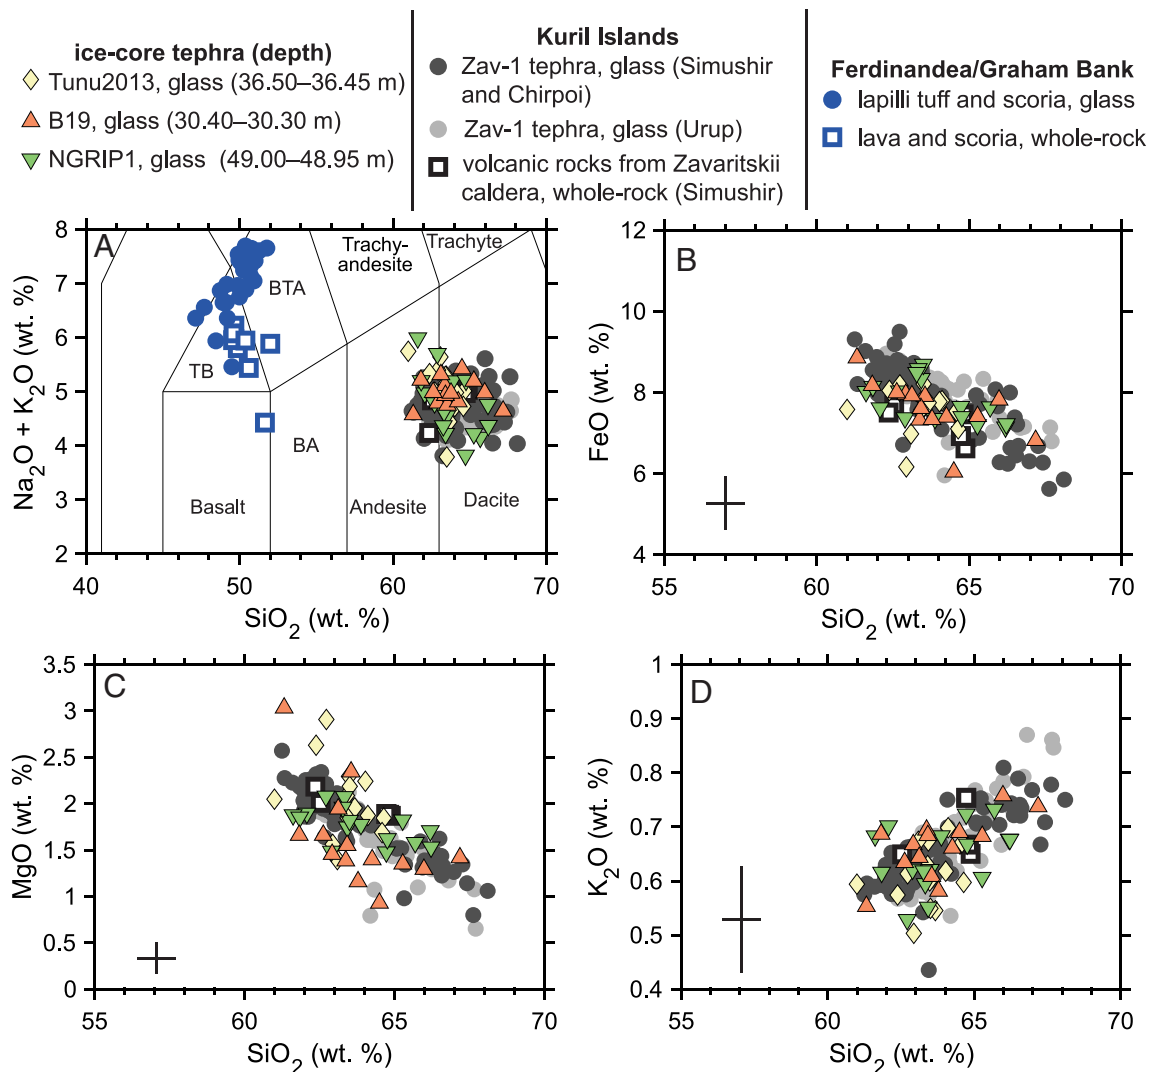 ice-core tephra (depth)
Tunu2013, glass (36.50–36.45 m)
B19, glass (30.40–30.30 m)
NGRIP1, glass (49.00–48.95 m)
Kuril Islands
Zav-1 tephra, glass (Simushir
and Chirpoi)
Zav-1 tephra, glass (Urup)
volcanic rocks from Zavaritskii
caldera, whole-rock (Simushir)
Ferdinandea/Graham Bank
lapilli tuff and scoria, glass
lava and scoria, whole-rock
A
Trachy-
andesite
Trachyte
BTA
TB
BA
Basalt
Andesite
Dacite
8
7
6
5
4
3
2
Na2O + K2O (wt. %)
40 50 60 70
SiO2 (wt. %)
B
12
10
8
6
4
FeO (wt. %)
55 60 65 70
SiO2 (wt. %)
C
3.5
3
2.5
2
1.5
1
0.5
0
MgO (wt. %)
55 60 65 70
SiO2 (wt. %)
D
1
0.9
0.8
0.7
0.6
0.5
0.4
K2O (wt. %)
55 60 65 70
SiO2 (wt. %)